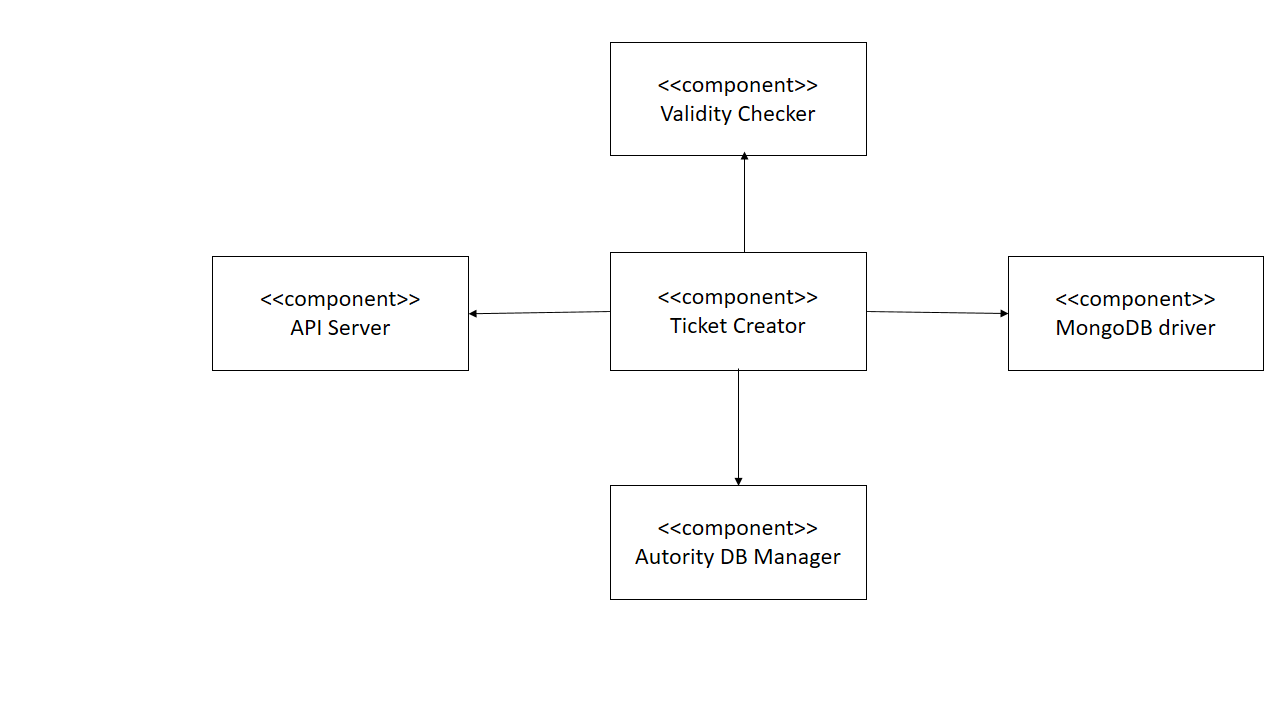 <<component>>
Validity Checker
<<component>>
API Server
<<component>>
Ticket Creator
<<component>>
MongoDB driver
<<component>>
Autority DB Manager